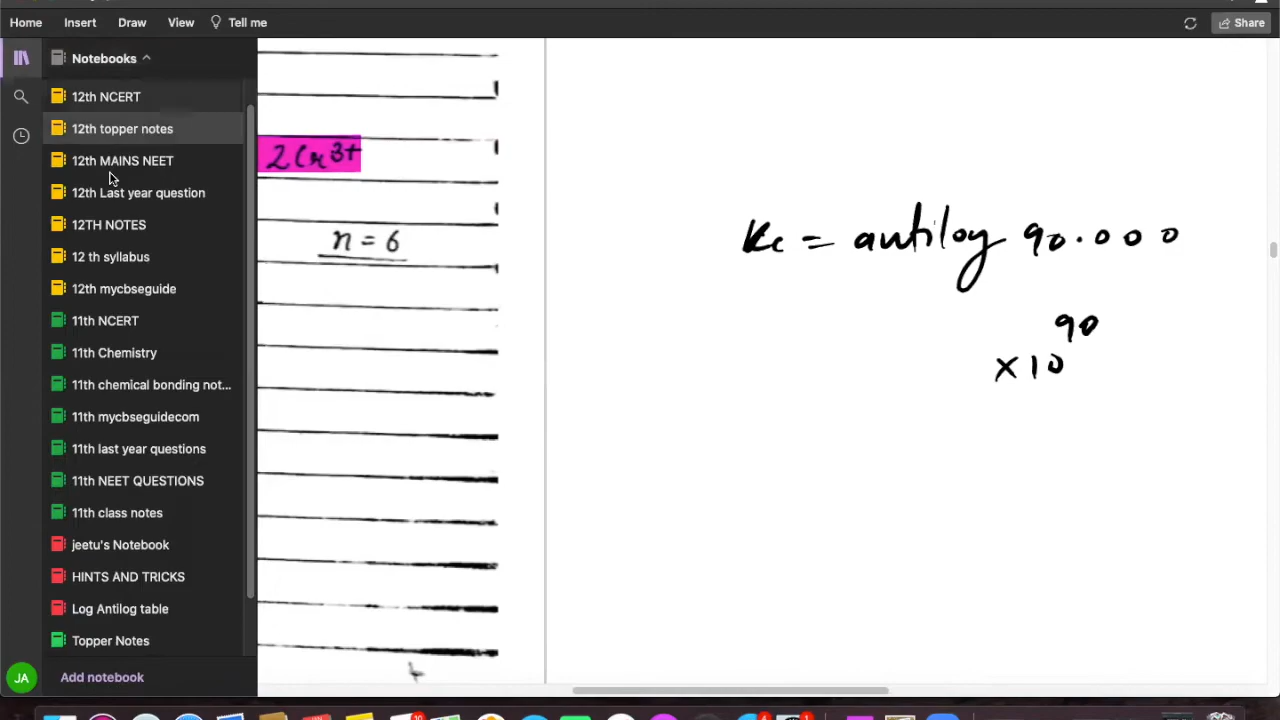 Home Insert Draw View Tell me Share
Notebooks
12th NCERT
12th topper notes
12th MAINS NEET
12th Last year question
12TH NOTES
12 th syllabus
12th mycbseguide
11th NCERT
11th Chemistry
11th chemical bonding not...
11th mycbseguidecom
11th last year questions
11th NEET QUESTIONS
11th class notes
jeetu's Notebook
HINTS AND TRICKS
Log Antilog table
Topper Notes
JA Add notebook
2Cr3+
n = 6
Kc = antilog 90.000
×10^90